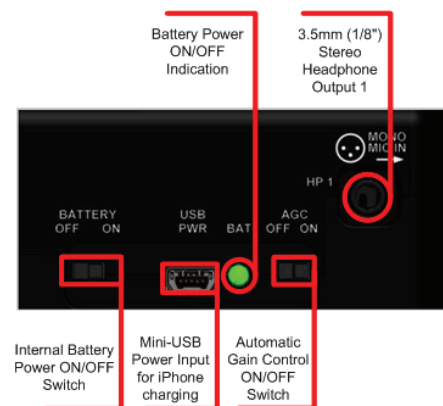 Battery Power
ON/OFF
Indication
3.5mm (1/8")
Stereo
Headphone
Output 1
MONO
MIC IN
HP 1
BATTERY
OFF ON
USB
PWR
BAT
AGC
OFF ON
Internal Battery
Power ON/OFF
Switch
Mini-USB
Power Input
for iPhone
charging
Automatic
Gain Control
ON/OFF
Switch